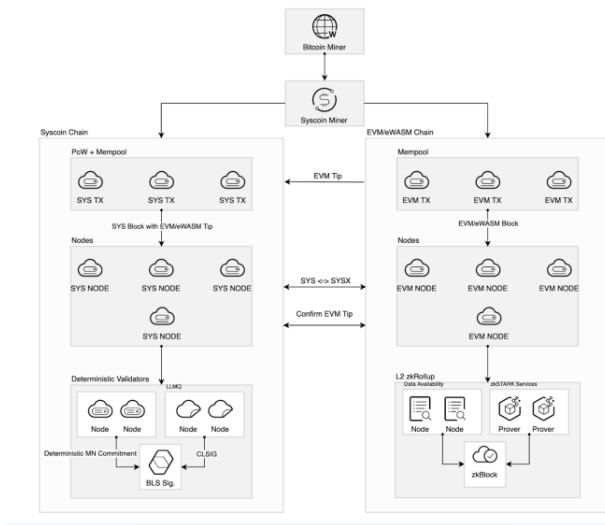 Bitcoin Miner
Syscoin Miner
Syscoin Chain
EVM/eWASM Chain
PoW + Mempool
Mempool
SYS TX SYS TX SYS TX
EVM Tip
EVM TX EVM TX EVM TX
SYS Block with EVM/eWASM Tip
EVM/eWASM Block
Nodes
Nodes
SYS NODE SYS NODE SYS NODE
SYS <-> SYSX
EVM NODE EVM NODE EVM NODE
Confirm EVM Tip
SYS NODE
EVM NODE
Deterministic Validators
LLMQ
L2 zkRollup
Data Availability
zkSTARK Services
Node Node Node Node
Node Node Prover Prover
Deterministic MN Commitment
CLSIG
BLS Sig.
zkBlock